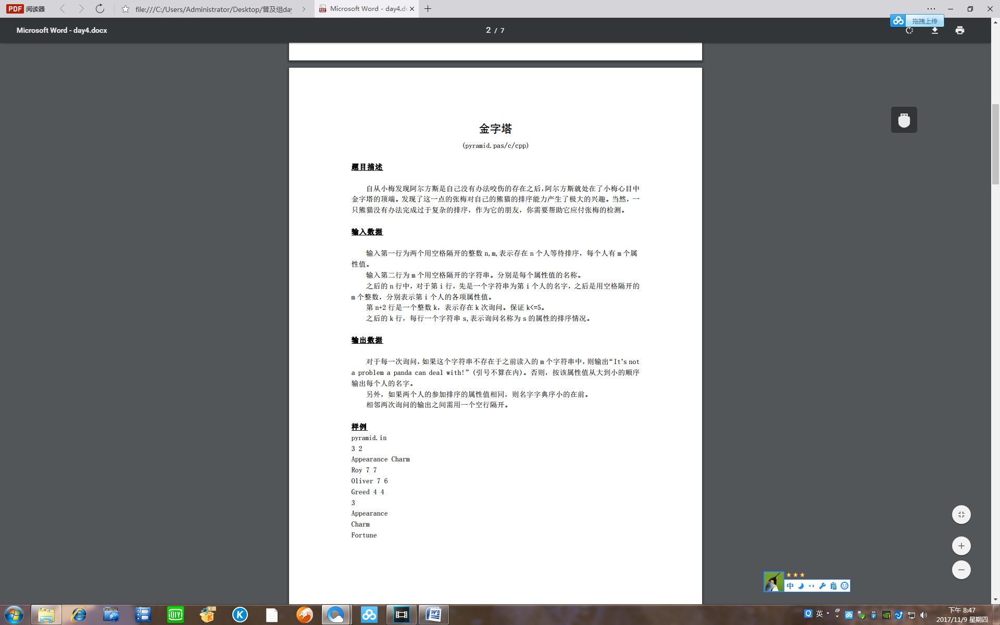 PDF 阅读器
file:///C:/Users/Administrator/Desktop/普及组day
Microsoft Word - day4.dc
拖拽上传
Microsoft Word - day4.docx
2 / 7
金字塔
(pyramid.pas/c/cpp)
题目描述
自从小梅发现阿尔方斯是自己没有办法咬伤的存在之后,阿尔方斯就处在了小梅心目中
金字塔的顶端。发现了这一点的张梅对自己的熊猫的排序能力产生了极大的兴趣。当然，一
只熊猫没有办法完成过于复杂的排序，作为它的朋友，你需要帮助它应付张梅的检测。
输入数据
输入第一行为两个用空格隔开的整数 n,m,表示存在 n 个人等待排序，每个人有 m 个属
性值。
输入第二行为 m 个用空格隔开的字符串。分别是每个属性值的名称。
之后的 n 行中，对于第 i 行，先是一个字符串为第 i 个人的名字，之后是用空格隔开的
m 个整数，分别表示第 i 个人的各项属性值。
第 n+2 行是一个整数 k，表示存在 k 次询问。保证 k<=5。
之后的 k 行，每行一个字符串 s,表示询问名称为 s 的属性的排序情况。
输出数据
对于每一次询问,如果这个字符串不存在于之前读入的 m 个字符串中,则输出“It’s not
a problem a panda can deal with!”(引号不算在内)。否则，按该属性值从大到小的顺序
输出每个人的名字。
另外，如果两个人的参加排序的属性值相同，则名字字典序小的在前。
相邻两次询问的输出之间需用一个空行隔开。
样例
pyramid.in
3 2
Appearance Charm
Roy 7 7
Oliver 7 6
Greed 4 4
3
Appearance
Charm
Fortune
中
英
下午 8:47
2017/11/9 星期四